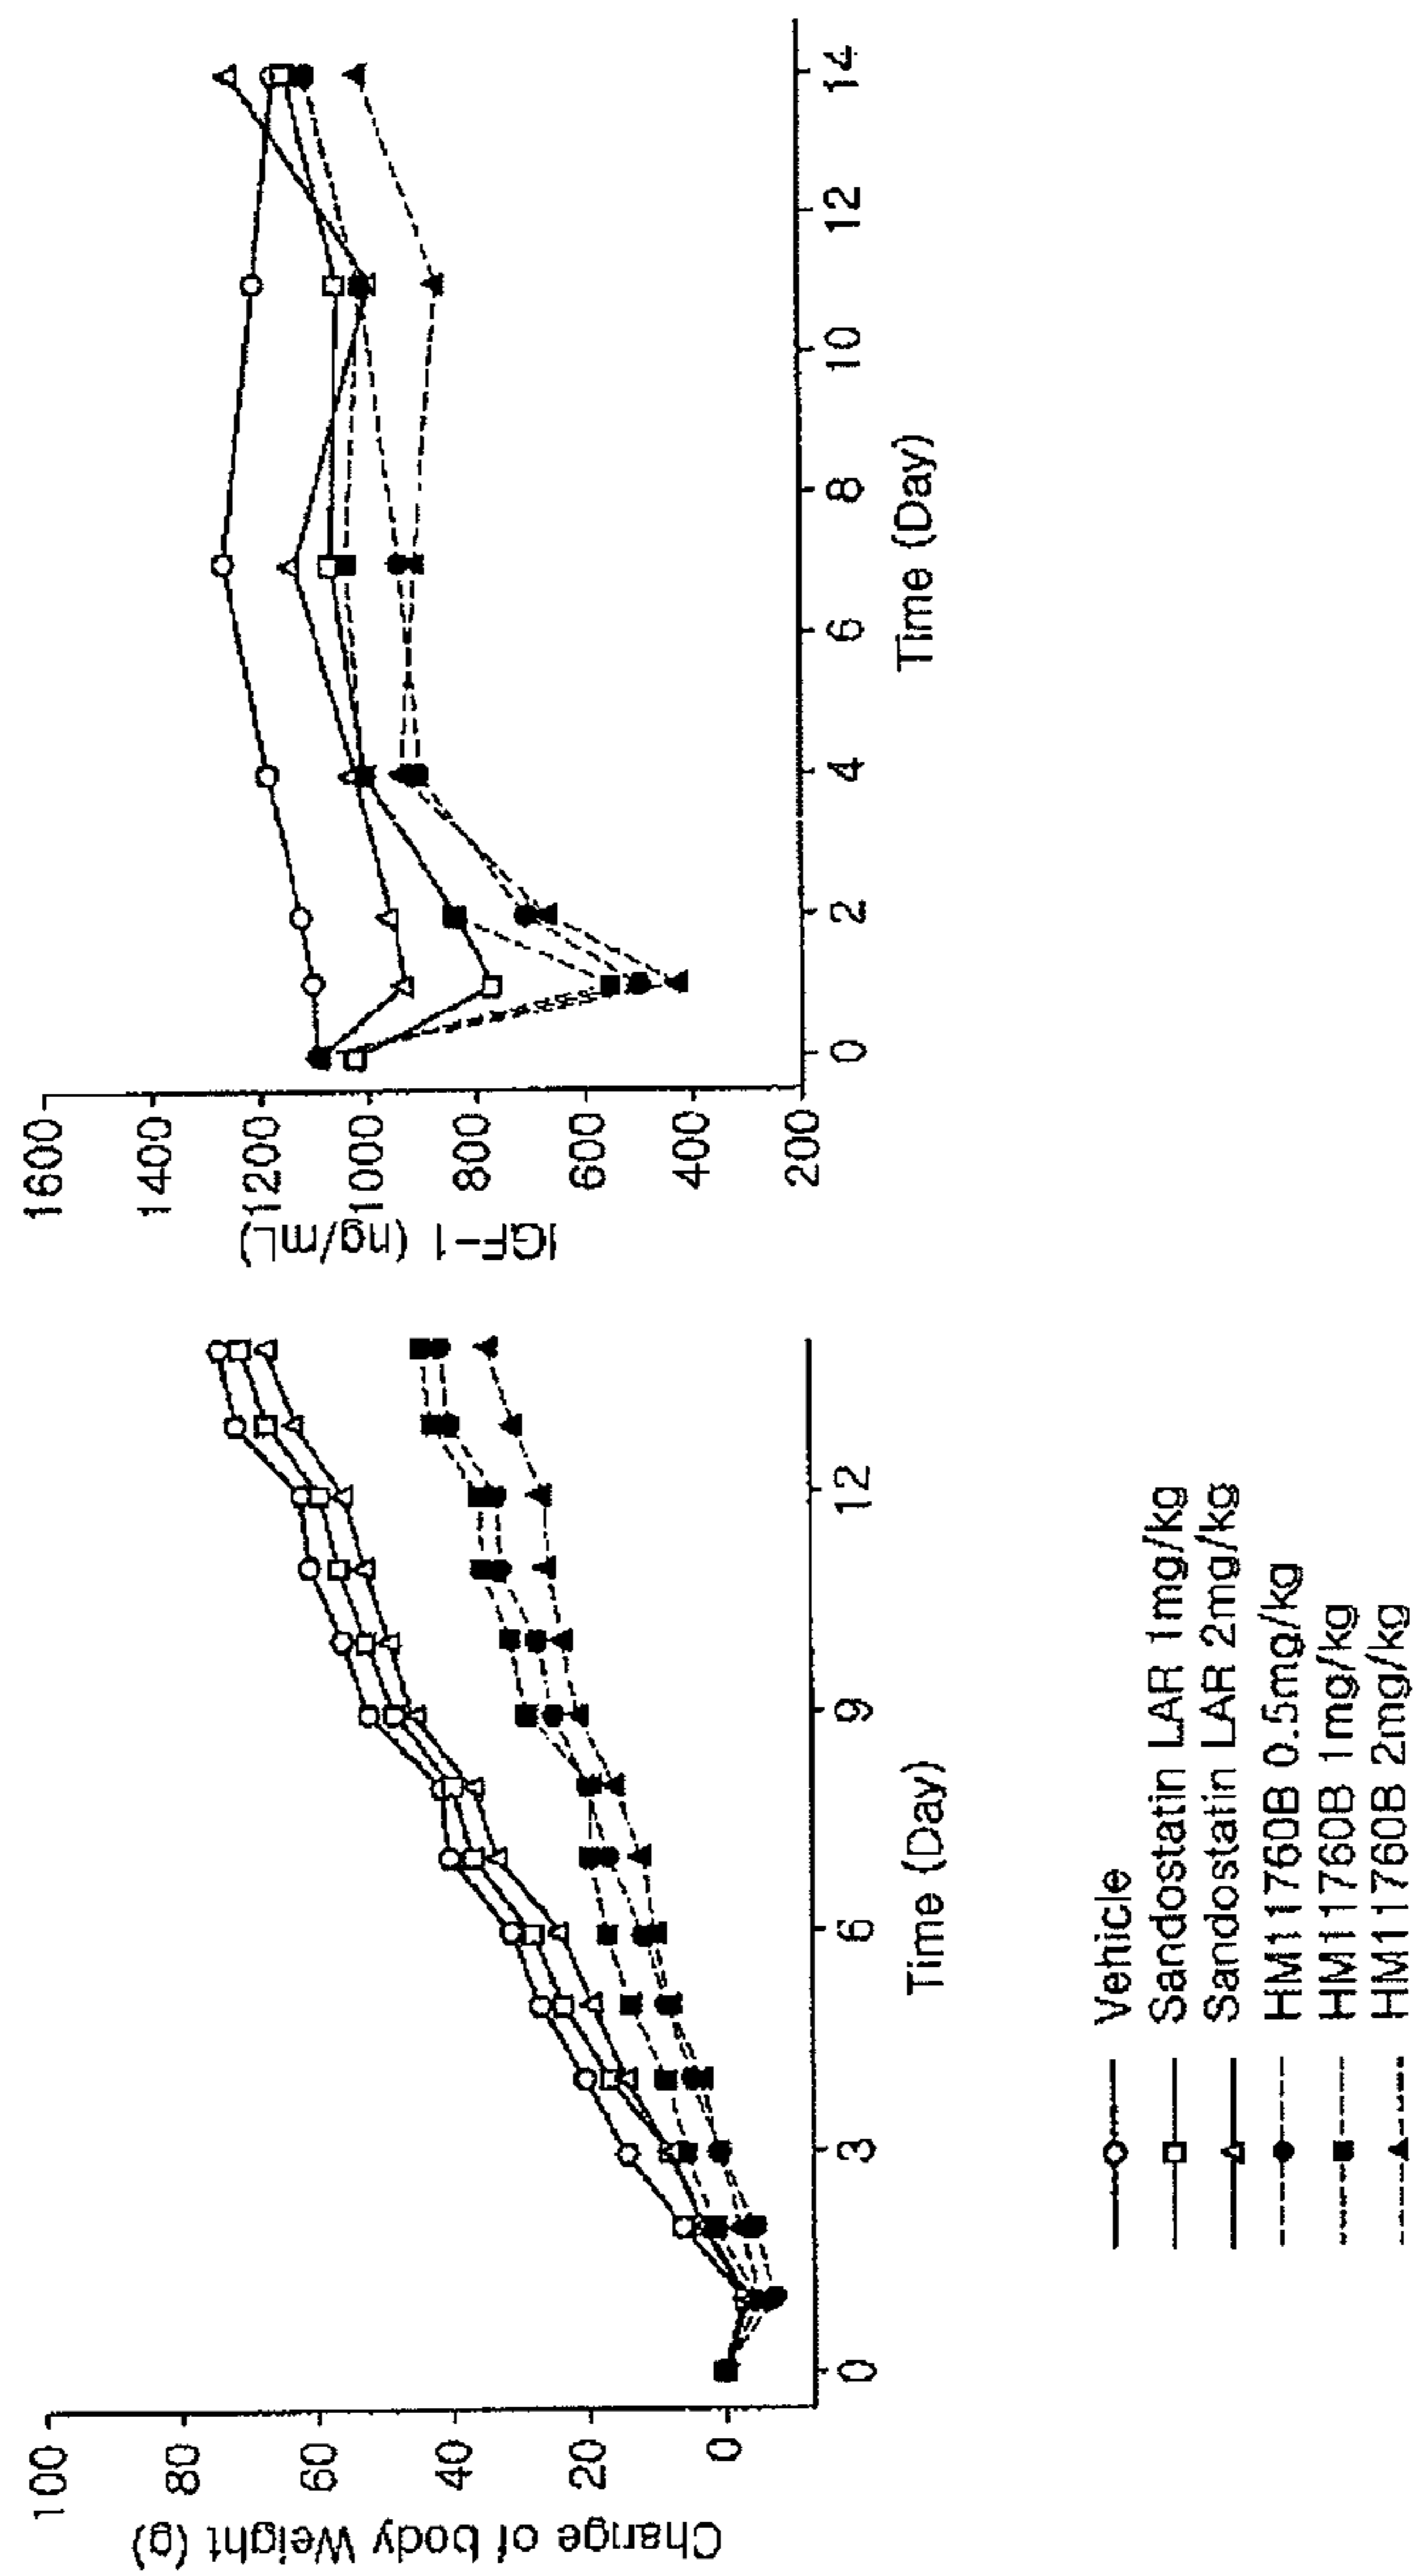 Change of body Weight (g)
100
80
60
40
20
0
0
3
6
9
12
Time (Day)
IGF-1 (ng/mL)
1600
1400
1200
1000
800
600
400
200
0
2
4
6
8
10
12
14
Time (Day)
Vehicle
Sandostatin LAR 1mg/kg
Sandostatin LAR 2mg/kg
HM11760B 0.5mg/kg
HM11760B 1mg/kg
HM11760B 2mg/kg